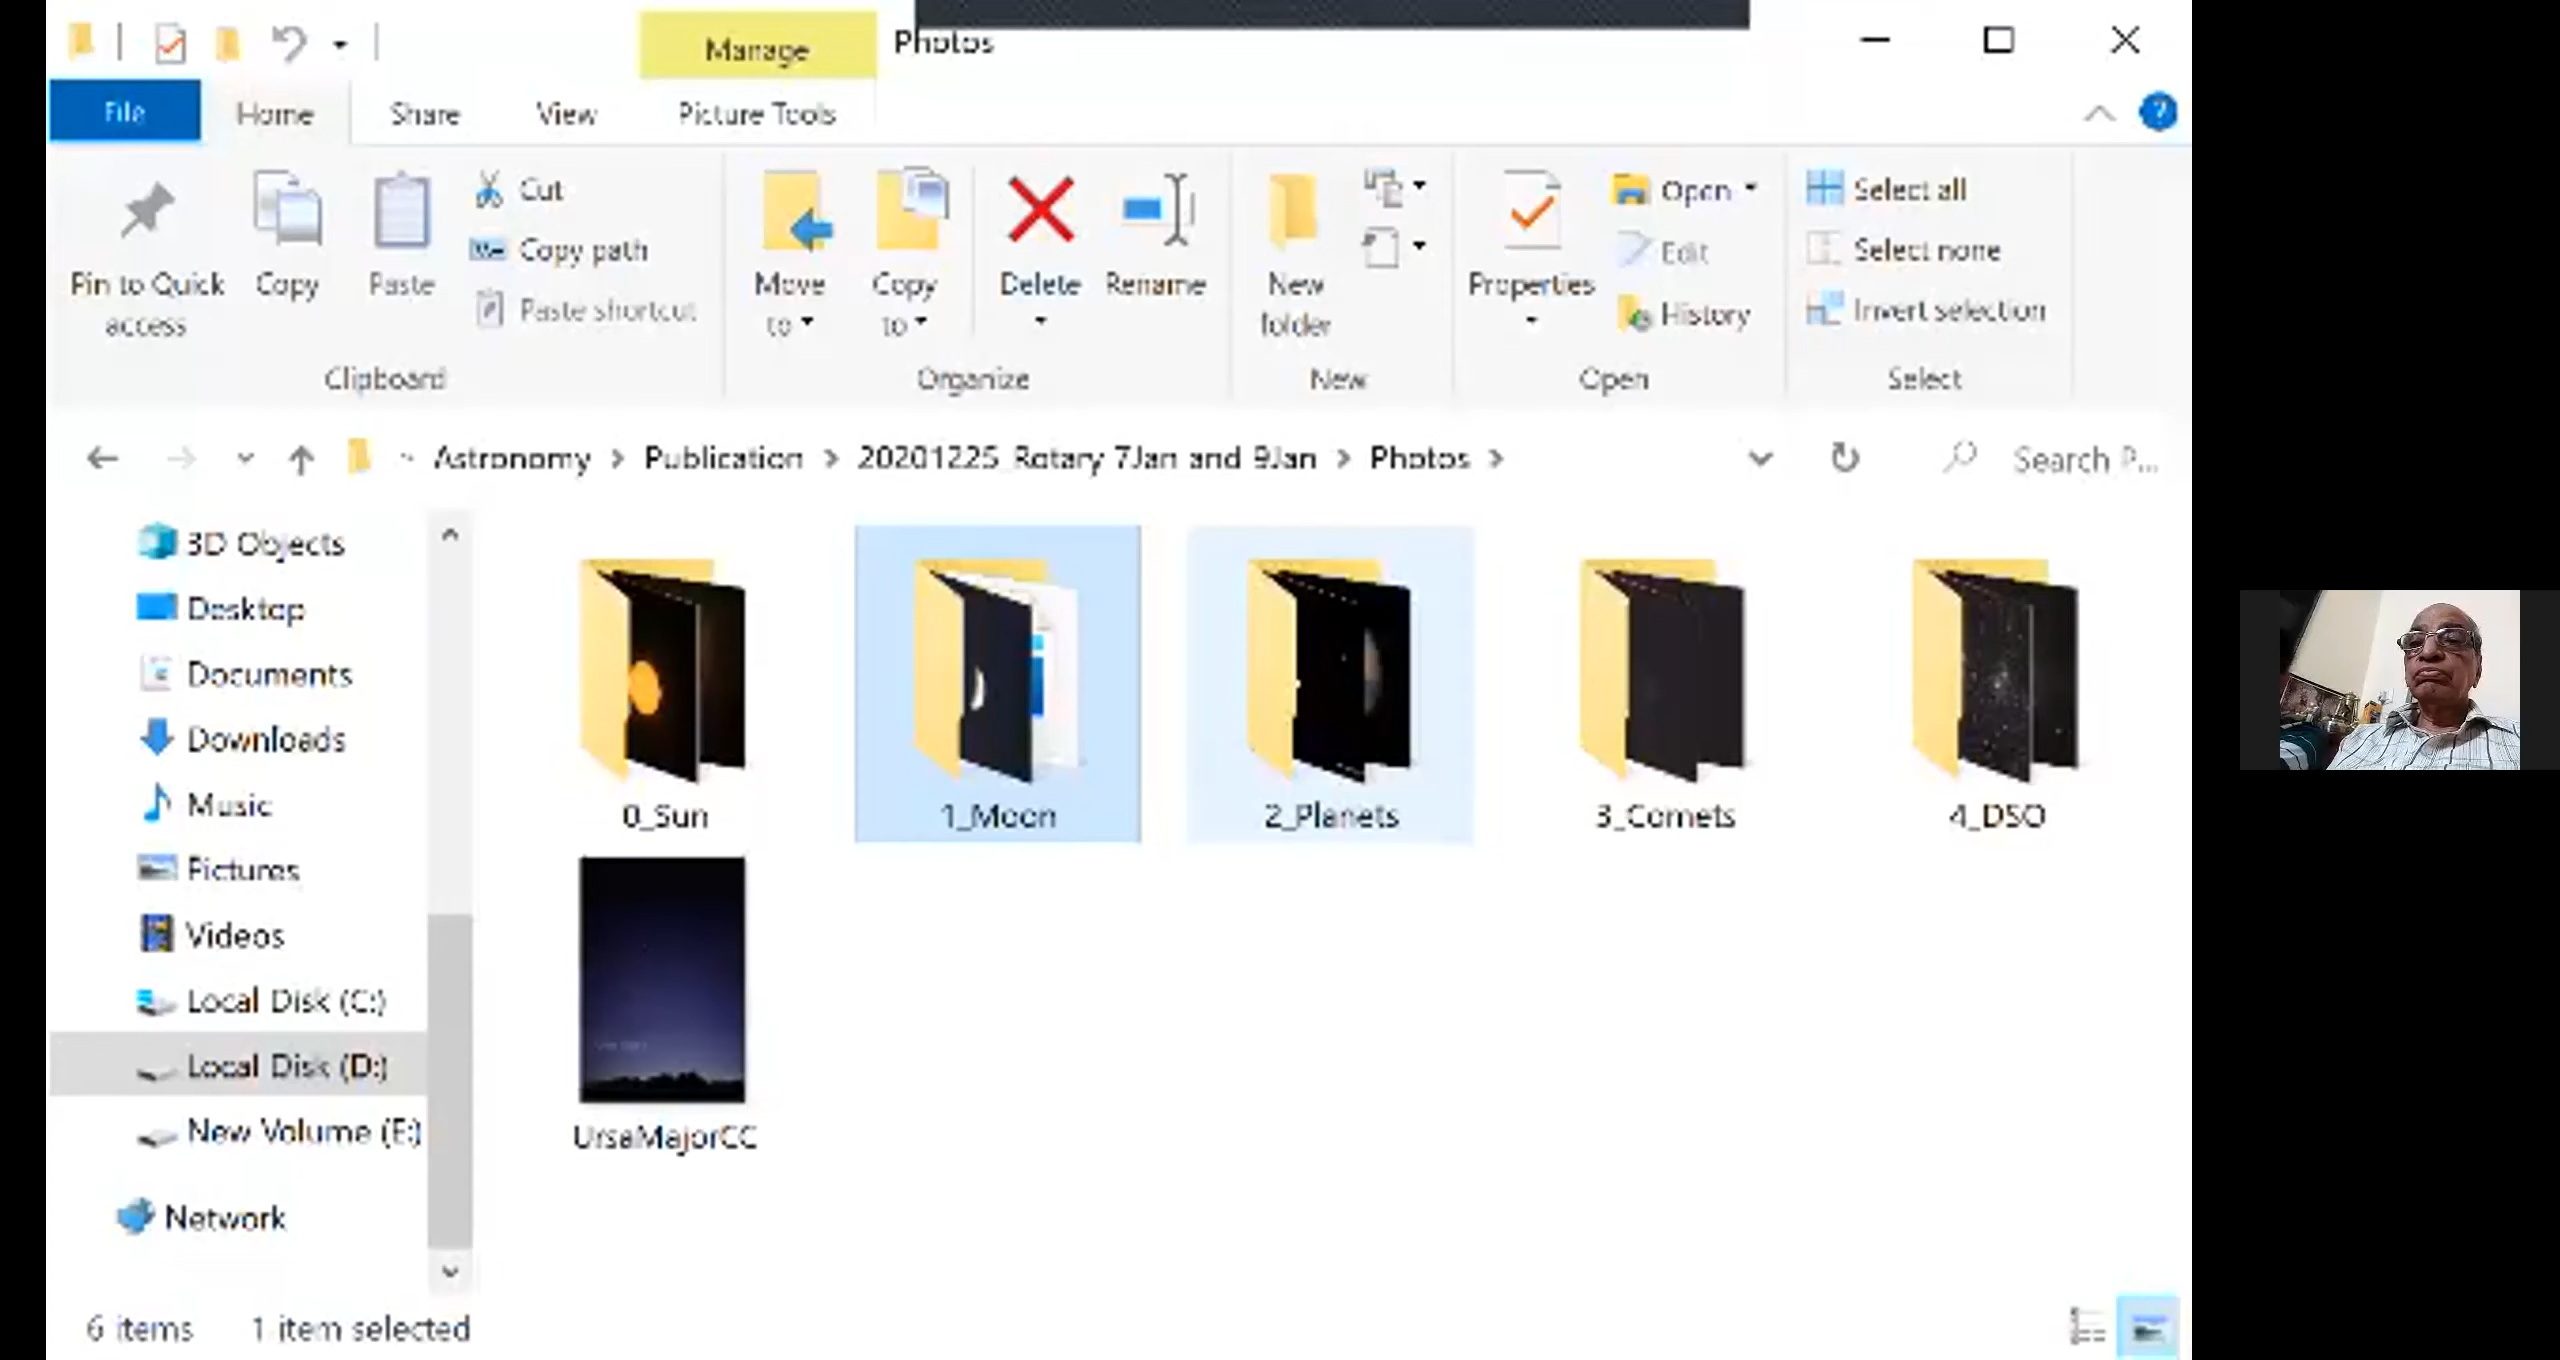 Manage
Photos
File
Home
Share
View
Picture Tools
Pin to Quick access
Copy
Paste
Cut
Copy path
Paste shortcut
Move to
Copy to
Delete
Rename
New folder
Properties
Open
Edit
History
Select all
Select none
Invert selection
Clipboard
Organize
New
Open
Select
Astronomy > Publication > 20201225_Rotary 7Jan and 9Jan > Photos >
Search P...
3D Objects
Desktop
Documents
Downloads
Music
Pictures
Videos
Local Disk (C:)
Local Disk (D:)
New Volume (E:)
Network
0_Sun
1_Moon
2_Planets
3_Comets
4_DSO
UrsaMajorCC
6 items
1 item selected